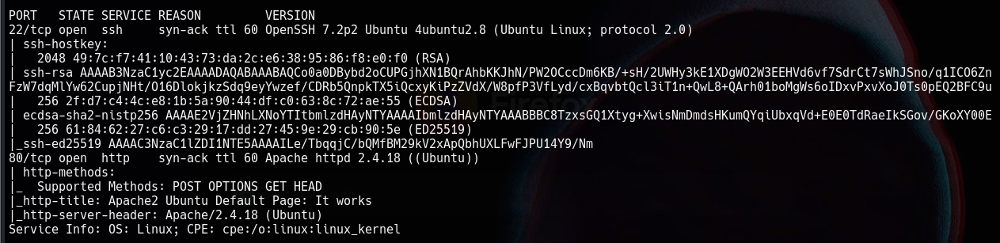 PORT   STATE SERVICE REASON         VERSION
22/tcp open  ssh     syn-ack ttl 60 OpenSSH 7.2p2 Ubuntu 4ubuntu2.8 (Ubuntu Linux; protocol 2.0)
| ssh-hostkey:
|   2048 49:7c:f7:41:10:43:73:da:2c:e6:38:95:86:f8:e0:f0 (RSA)
| ssh-rsa AAAAB3NzaC1yc2EAAAADAQABAAABAQCo0a0DBybd2oCUPGjhXN1BQrAhbKKJhN/PW2OCccDm6KB/+sH/2UWHy3kE1XDgWO2W3EEHVd6vf7SdrCt7sWhJSno/q1ICO6Zn
FzW7dqMlYw62CupjNHt/O16DlokjkzSdq9eyYwzef/CDRb5QnpkTX5iQcxyKiPzZVdX/W8pfP3VfLyd/cxBqvbtQcl3iT1n+QwL8+QArh01boMgWs6oIDxvPxvXoJ0Ts0pEQ2BFC9u
|   256 2f:d7:c4:4c:e8:1b:5a:90:44:df:c0:63:8c:72:ae:55 (ECDSA)
| ecdsa-sha2-nistp256 AAAAE2VjZHNhLXNoYTItbmlzdHAyNTYAAAAIbmlzdHAyNTYAAABBBC8TzxsGQ1Xtyg+XwisNmDmdsHKumQYqiUbxqVd+E0E0TdRaeIkSGov/GKoXY00E
|   256 61:84:62:27:c6:c3:29:17:dd:27:45:9e:29:cb:90:5e (ED25519)
|_ssh-ed25519 AAAAC3NzaC1lZDI1NTE5AAAAILe/TbqqjC/bQMfBM29kV2xApQbhUXLFwFJPU14Y9/Nm
80/tcp open  http    syn-ack ttl 60 Apache httpd 2.4.18 ((Ubuntu))
| http-methods:
|_  Supported Methods: POST OPTIONS GET HEAD
|_http-title: Apache2 Ubuntu Default Page: It works
|_http-server-header: Apache/2.4.18 (Ubuntu)
Service Info: OS: Linux; CPE: cpe:/o:linux:linux_kernel
Firefox